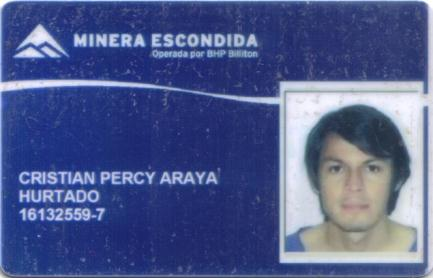 MINERA ESCONDIDA
Operada por BHP Billiton
CRISTIAN PERCY ARAYA
HURTADO
16132559-7